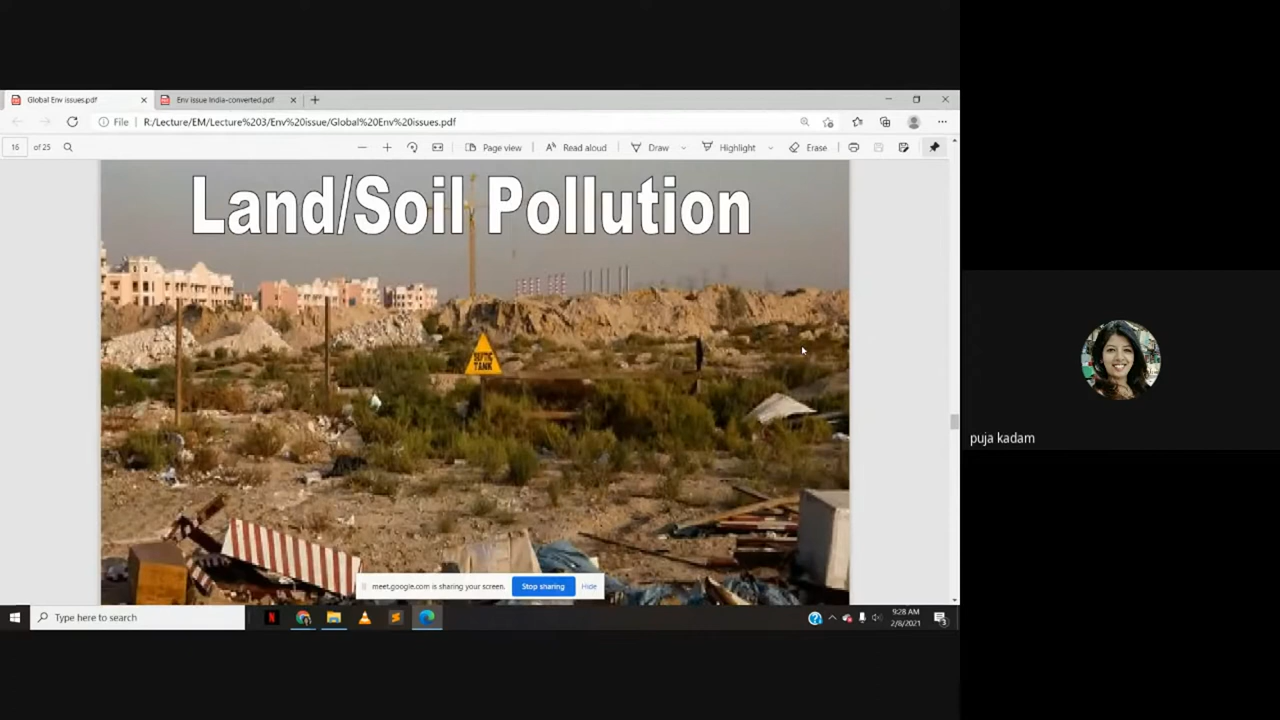 Global Env issues.pdf
Env issue India-converted.pdf
File
R:/Lecture/EM/Lecture%203/Env%20issue/Global%20Env%20issues.pdf
16 of 25
Page view
Read aloud
Draw
Highlight
Erase
Land/Soil Pollution
TANK
puja kadam
meet.google.com is sharing your screen.
Stop sharing
Hide
Type here to search
9:28 AM
2/8/2021